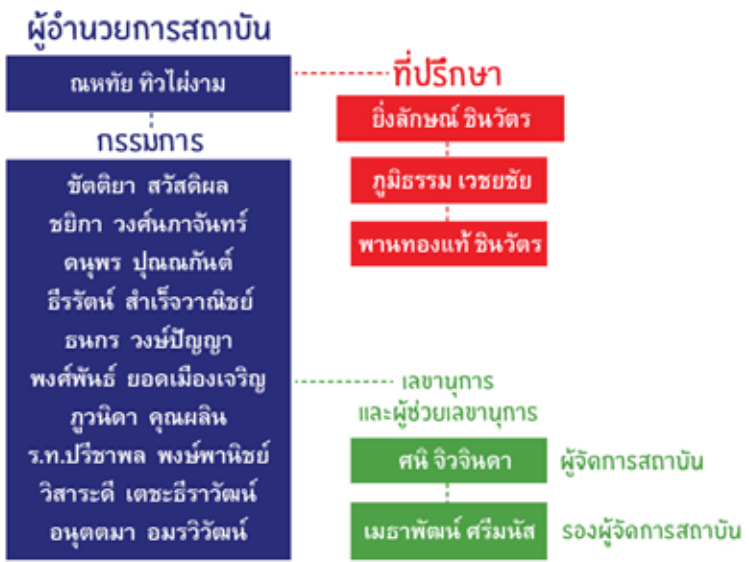 ผู้อำนวยการสถาบัน
ณหทัย ทิวไผ่งาม
ที่ปรึกษา
ยิ่งลักษณ์ ชินวัตร
ภูมิธรรม เวชยชัย
พานทองแท้ ชินวัตร
กรรมการ
ขัตติยา สวัสดิผล
ชยิกา วงศ์นภาจันทร์
ดนุพร ปุณณกันต์
ธีรรัตน์ สำเร็จวาณิชย์
ธนกร วงษ์ปัญญา
พงศ์พันธ์ ยอดเมืองเจริญ
ภูวนิดา คุณผลิน
ร.ท.ปรีชาพล พงษ์พานิชย์
วิสาระดี เตชะธีราวัฒน์
อนุตตมา อมรวิวัฒน์
เลขานุการ
และผู้ช่วยเลขานุการ
ศนิ จิวจินดา ผู้จัดการสถาบัน
เมธาพัฒน์ ศรีมนัส รองผู้จัดการสถาบัน